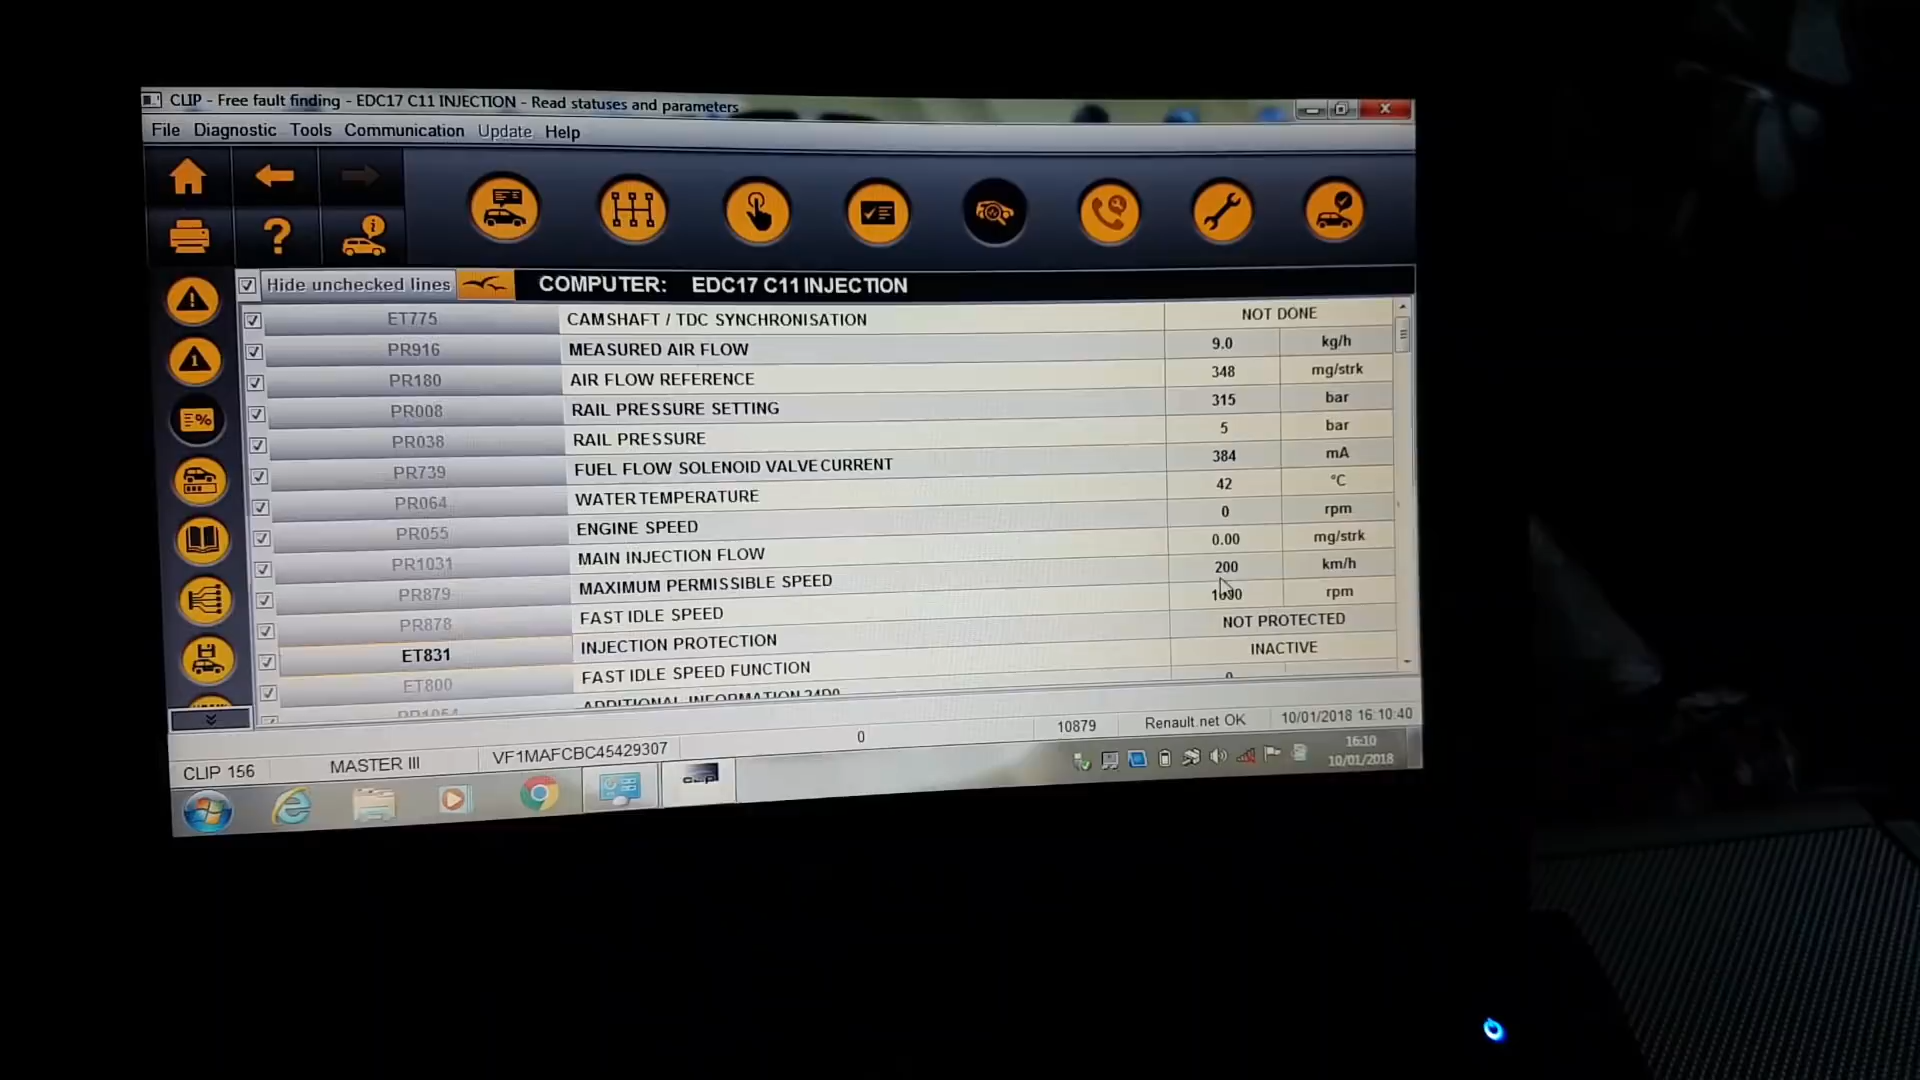 CLIP - Free fault finding - EDC17 C11 INJECTION - Read statuses and parameters
File Diagnostic Tools Communication Update Help
Hide unchecked lines COMPUTER: EDC17 C11 INJECTION
ET775 CAMSHAFT / TDC SYNCHRONISATION NOT DONE
PR916 MEASURED AIR FLOW 9.0 kg/h
PR180 AIR FLOW REFERENCE 348 mg/strk
PR008 RAIL PRESSURE SETTING 315 bar
PR038 RAIL PRESSURE 5 bar
PR739 FUEL FLOW SOLENOID VALVE CURRENT 384 mA
PR064 WATER TEMPERATURE 42 °C
PR055 ENGINE SPEED 0 rpm
PR1031 MAIN INJECTION FLOW 0.00 mg/strk
PR879 MAXIMUM PERMISSIBLE SPEED 200 km/h
PR878 FAST IDLE SPEED rpm
ET831 INJECTION PROTECTION NOT PROTECTED
ET800 FAST IDLE SPEED FUNCTION INACTIVE
PR1054 ADDITIONAL INFORMATION 0
CLIP 156 MASTER III VF1MAFCBC45429307 0 10879 Renault.net OK 10/01/2018 16:10:40
CLIP
16:10
10/01/2018